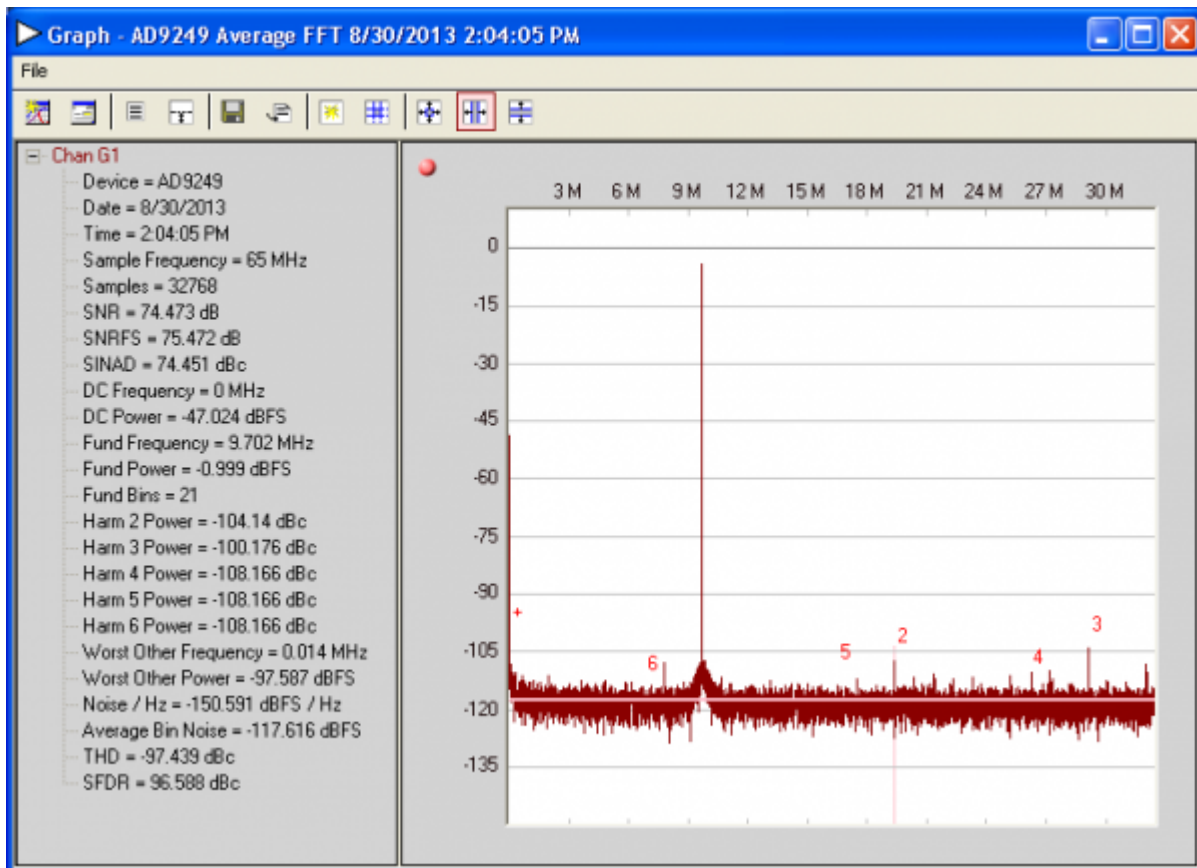 Graph - AD9249 Average FFT 8/30/2013 2:04:05 PM
File
Chan G1
Device = AD9249
Date = 8/30/2013
Time = 2:04:05 PM
Sample Frequency = 65 MHz
Samples = 32768
SNR = 74.473 dB
SNRFS = 75.472 dB
SINAD = 74.451 dBc
DC Frequency = 0 MHz
DC Power = -47.024 dBFS
Fund Frequency = 9.702 MHz
Fund Power = -0.999 dBFS
Fund Bins = 21
Harm 2 Power = -104.14 dBc
Harm 3 Power = -100.176 dBc
Harm 4 Power = -108.166 dBc
Harm 5 Power = -108.166 dBc
Harm 6 Power = -108.166 dBc
Worst Other Frequency = 0.014 MHz
Worst Other Power = -97.587 dBFS
Noise / Hz = -150.591 dBFS / Hz
Average Bin Noise = -117.616 dBFS
THD = -97.439 dBc
SFDR = 96.588 dBc
3 M 6 M 9 M 12 M 15 M 18 M 21 M 24 M 27 M 30 M
0
-15
-30
-45
-60
-75
-90
+
-105
6 5 2 4 3
-120
-135